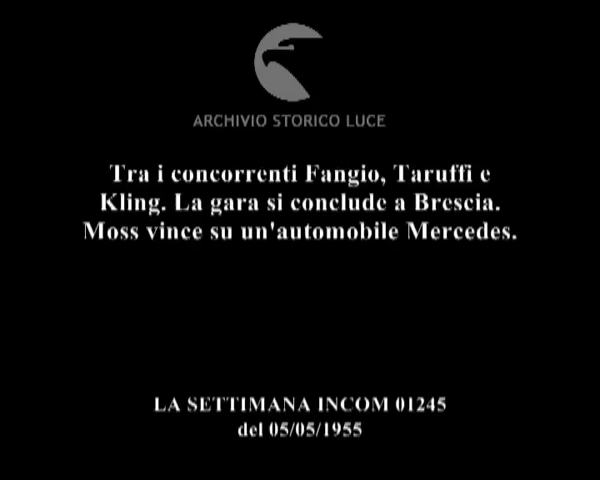 ARCHIVIO STORICO LUCE
Tra i concorrenti Fangio, Taruffi e
Kling. La gara si conclude a Brescia.
Moss vince su un'automobile Mercedes.
LA SETTIMANA INCOM 01245
del 05/05/1955